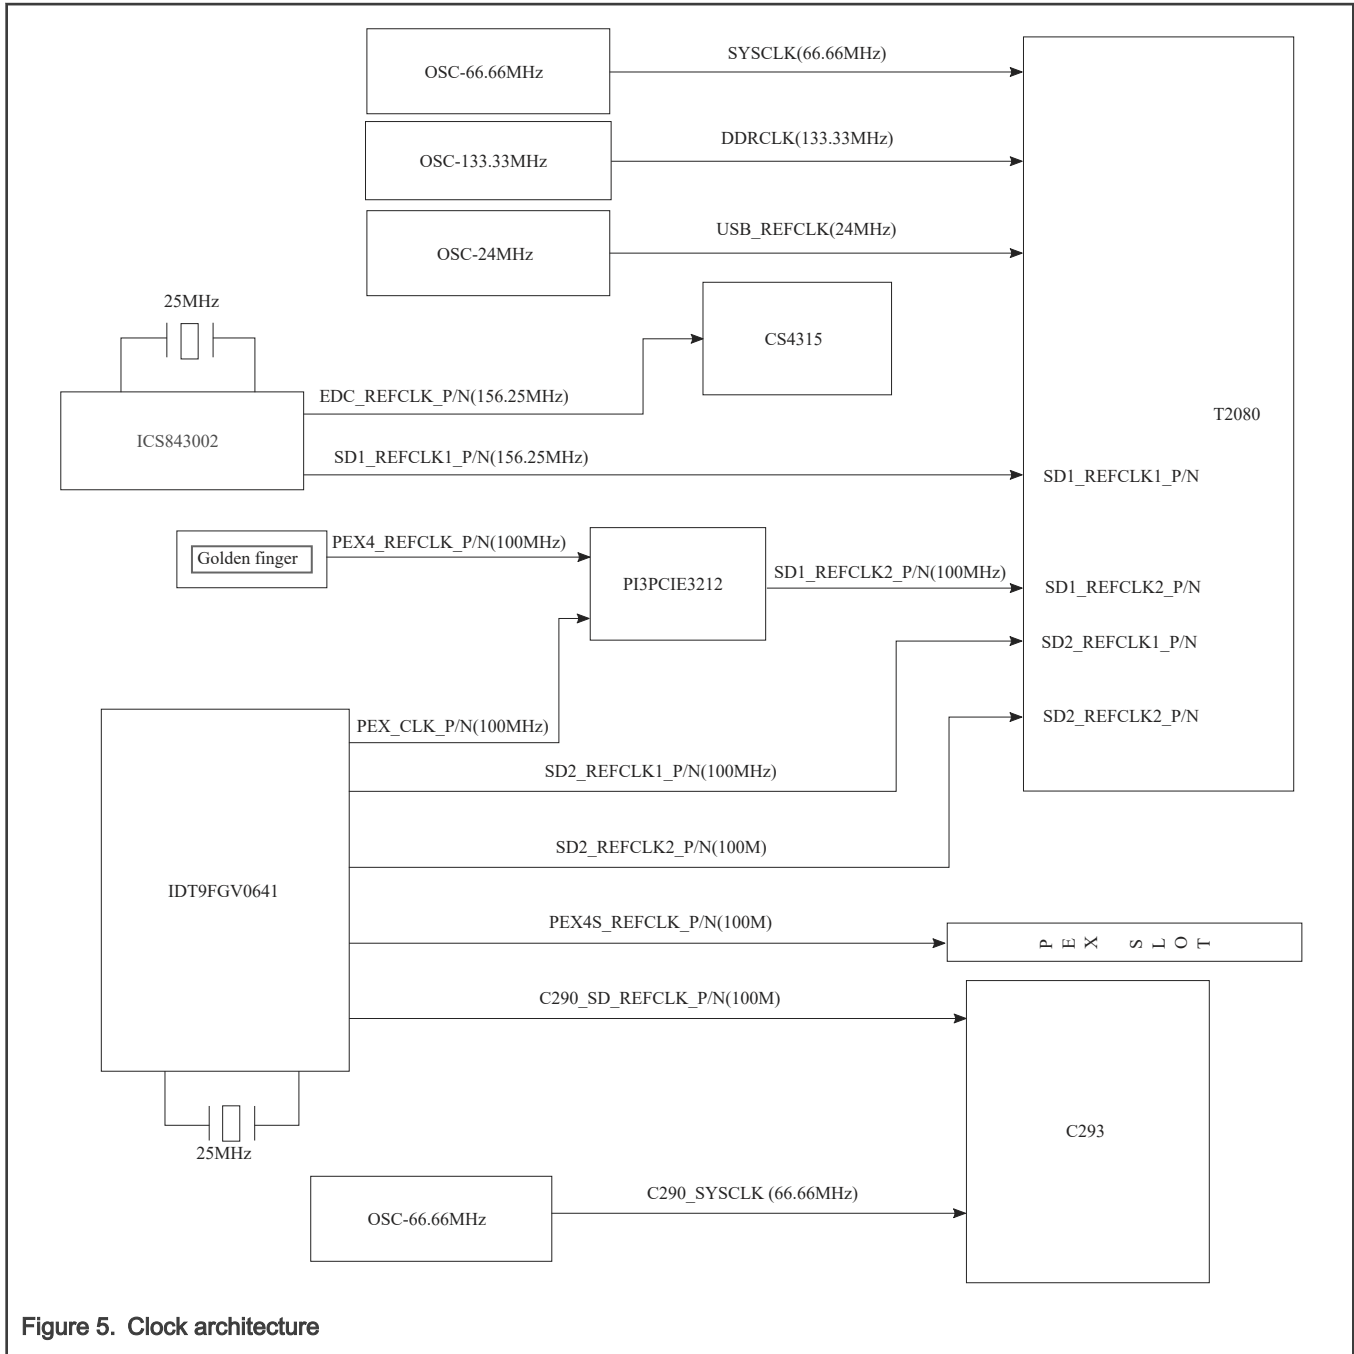 OSC-66.66MHz
SYSCLK(66.66MHz)
OSC-133.33MHz
DDRCLK(133.33MHz)
OSC-24MHz
USB_REFCLK(24MHz)
25MHz
CS4315
ICS843002
EDC_REFCLK_P/N(156.25MHz)
T2080
SD1_REFCLK1_P/N(156.25MHz)
SD1_REFCLK1_P/N
Golden finger
PEX4_REFCLK_P/N(100MHz)
PI3PCIE3212
SD1_REFCLK2_P/N(100MHz)
SD1_REFCLK2_P/N
SD2_REFCLK1_P/N
SD2_REFCLK2_P/N
PEX_CLK_P/N(100MHz)
SD2_REFCLK1_P/N(100MHz)
SD2_REFCLK2_P/N(100M)
IDT9FGV0641
PEX4S_REFCLK_P/N(100M)
PEX SLOT
C290_SD_REFCLK_P/N(100M)
C293
25MHz
OSC-66.66MHz
C290_SYSCLK (66.66MHz)
Figure 5. Clock architecture